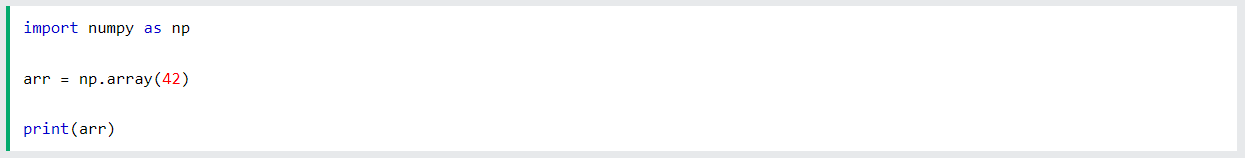 import numpy as np
arr = np.array(42)
print(arr)